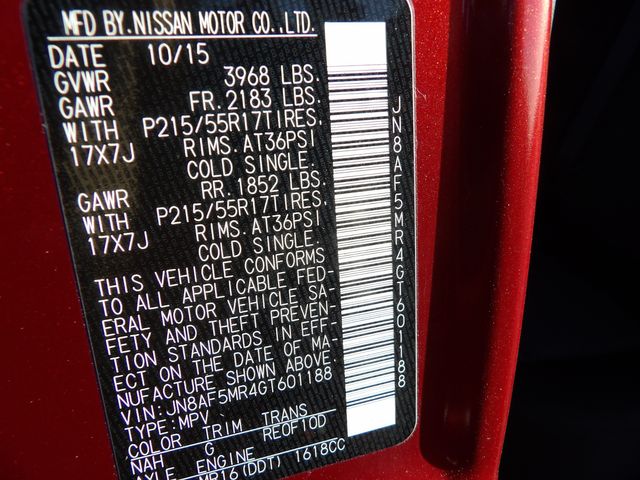 MFD BY.NISSAN MOTOR CO.,LTD.
DATE 10/15
GVWR 3968 LBS.
GAWR FR.2183 LBS.
WITH P215/55R17TIRES.
17X7J RIMS.AT36PSI
COLD SINGLE.
GAWR RR.1852 LBS.
WITH P215/55R17TIRES.
17X7J RIMS.AT36PSI
COLD SINGLE.
THIS VEHICLE CONFORMS
TO ALL APPLICABLE FED-
ERAL MOTOR VEHICLE SA-
FETY AND THEFT PREVEN-
TION STANDARDS IN EFF-
ECT ON THE DATE OF MA-
NUFACTURE SHOWN ABOVE.
VIN:JN8AF5MR4GT601188
TYPE:MPV
COLOR TRIM TRANS
NAH G REOF10D
AXLE ENGINE
MR16(DDT) 1618CC
JN8AF5MR4GT601188